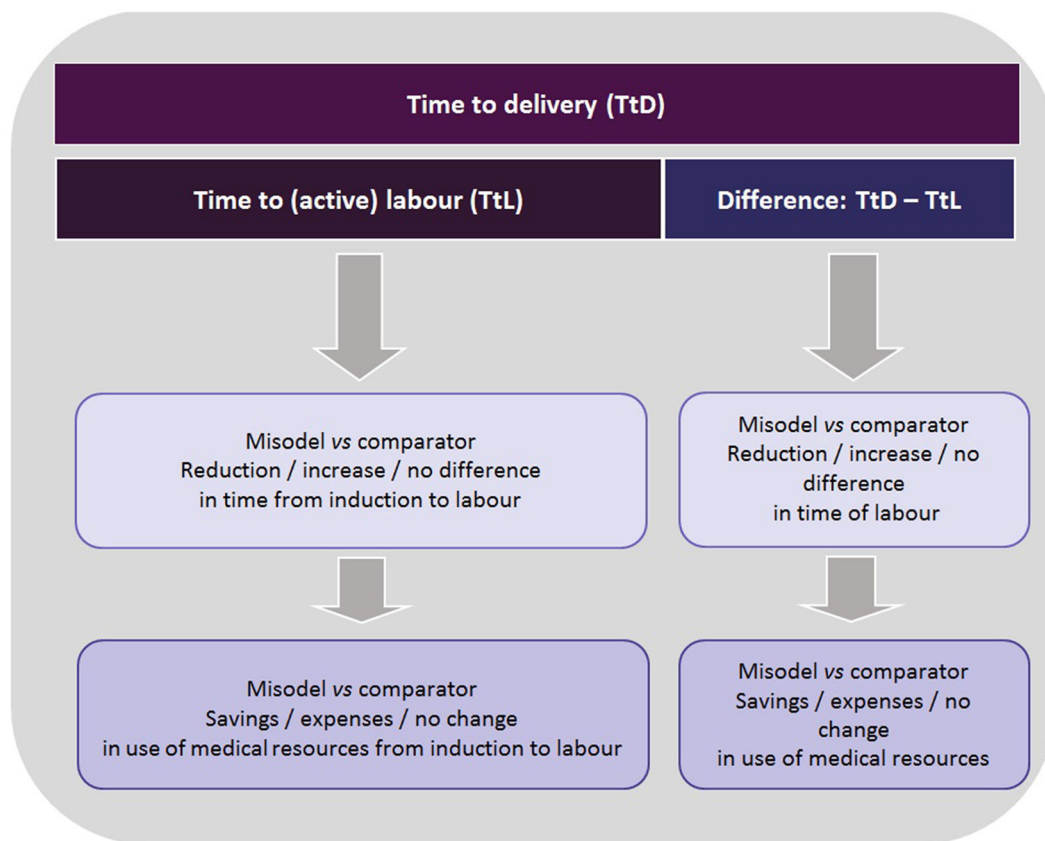 Time to delivery (TtD)
Time to (active) labour (TtL)
Difference: TtD – TtL
Misodel vs comparator
Reduction / increase / no difference
in time from induction to labour
Misodel vs comparator
Reduction / increase / no
difference
in time of labour
Misodel vs comparator
Savings / expenses / no change
in use of medical resources from induction to labour
Misodel vs comparator
Savings / expenses / no
change
in use of medical resources